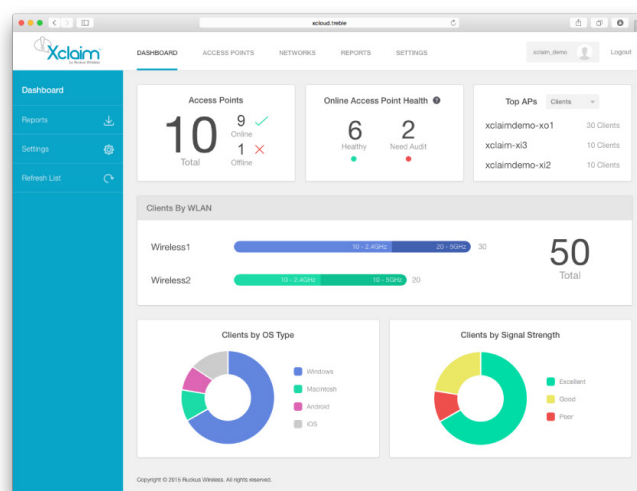 xcloud.treble
Xclaim
by Ruckus Wireless
DASHBOARD ACCESS POINTS NETWORKS REPORTS SETTINGS
xclaim_demo Logout
Dashboard
Reports
Settings
Refresh List
Access Points
10
Total
9
Online
1
Offline
Online Access Point Health ?
6
Healthy
2
Need Audit
Top APs Clients
xclaimdemo-xo1 30 Clients
xclaim-xi3 10 Clients
xclaimdemo-xi2 10 Clients
Clients By WLAN
Wireless1 10 - 2.4GHz 20 - 5GHz 30
Wireless2 10 - 2.4GHz 10 - 5GHz 20
50
Total
Clients by OS Type
Windows
Macintosh
Android
iOS
Clients by Signal Strength
Excellent
Good
Poor
Copyright © 2015 Ruckus Wireless. All rights reserved.